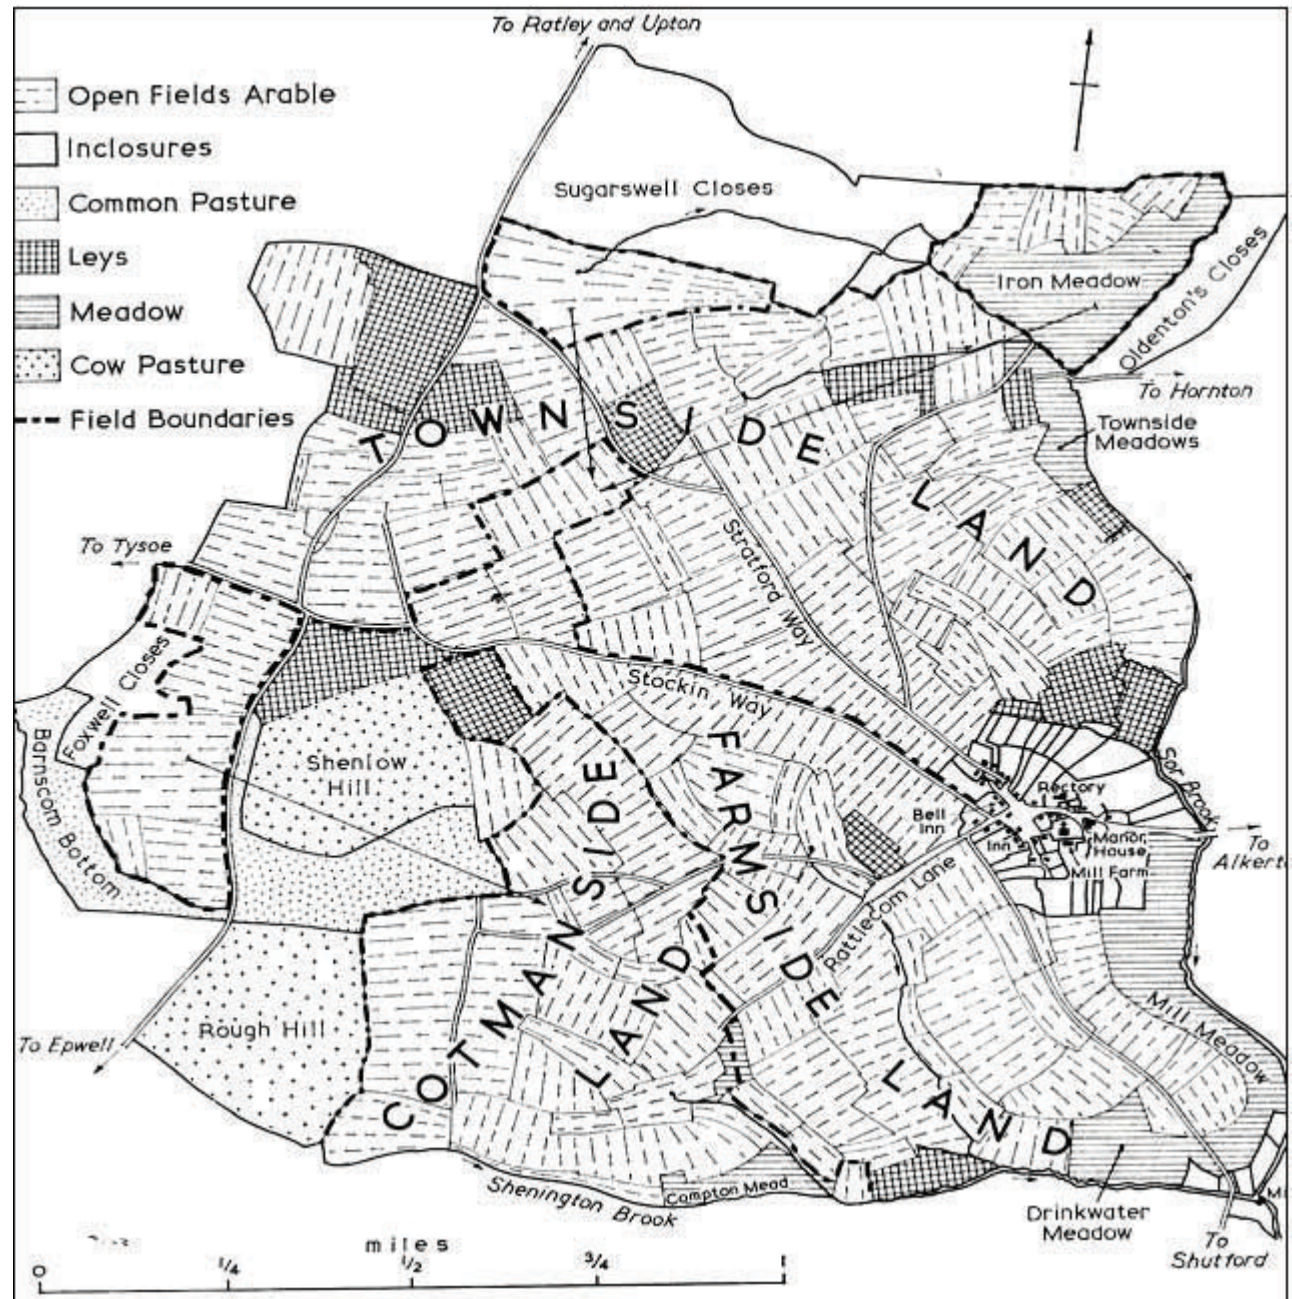 To Ratley and Upton
Open Fields Arable
Inclosures
Common Pasture
Leys
Meadow
Cow Pasture
Field Boundaries
Sugarswell Closes
Iron Meadow
Oldenton's Closes
To Hornton
Townside
Meadows
TOWNSIDE LAND
To Tysoe
Stratford Way
Foxwell Closes
Stockin Way
Barnscom Bottom
Shenlow
Hill
Sor Brook
Rectory
Bell
Inn
Inn
Manor
House
Mill Farm
To
Alkert
FARMSIDE LAND
Rattlecom Lane
COTMAN SIDE
LAND
Rough Hill
To Epwell
Mill Meadow
Compton Mead
Shenington Brook
Drinkwater
Meadow
To
Shutford
miles
0 1/4 1/2 3/4 1